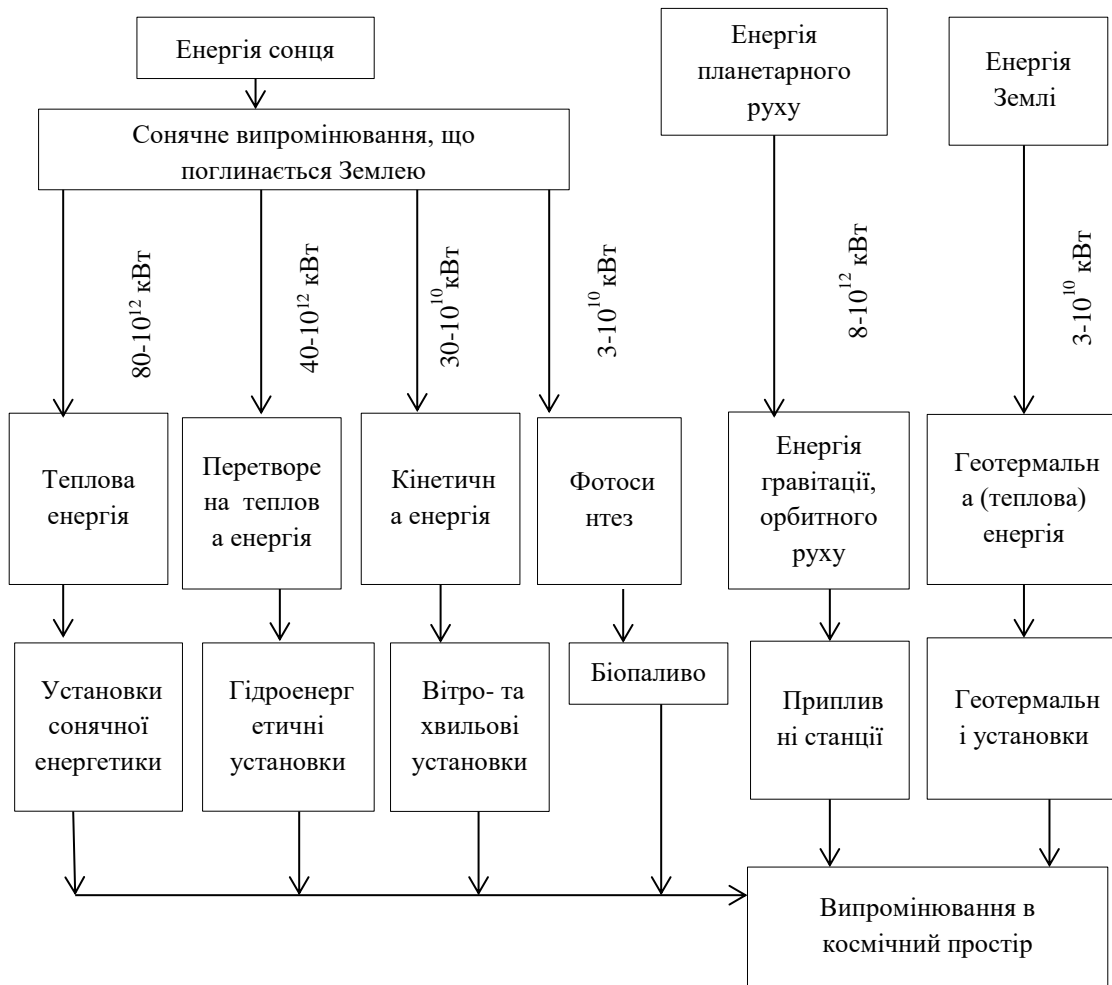 Енергія сонця
Енергія
планетарного
руху
Енергія
Землі
Сонячне випромінювання, що
поглинається Землею
80-10¹² кВт
40-10¹² кВт
30-10¹⁰ кВт
3-10¹⁰ кВт
8-10¹² кВт
3-10¹⁰ кВт
Теплова
енергія
Перетворе
на теплов
а енергія
Кінетичн
а енергія
Фотоси
нтез
Енергія
гравітації,
орбитного
руху
Геотермальн
а (теплова)
енергія
Установки
сонячної
енергетики
Гідроенерг
етичні
установки
Вітро- та
хвильові
установки
Біопаливо
Приплив
ні станції
Геотермальн
і установки
Випромінювання в
космічний простір